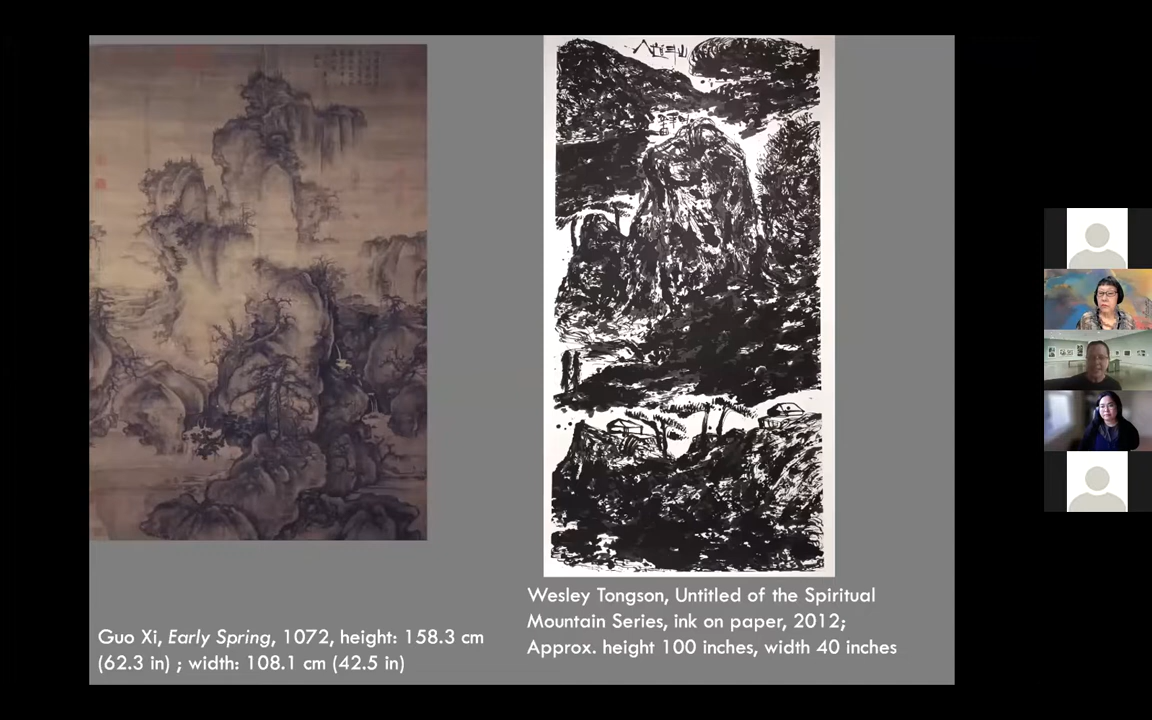 Guo Xi, Early Spring, 1072, height: 158.3 cm
(62.3 in) ; width: 108.1 cm (42.5 in)
Wesley Tongson, Untitled of the Spiritual
Mountain Series, ink on paper, 2012;
Approx. height 100 inches, width 40 inches